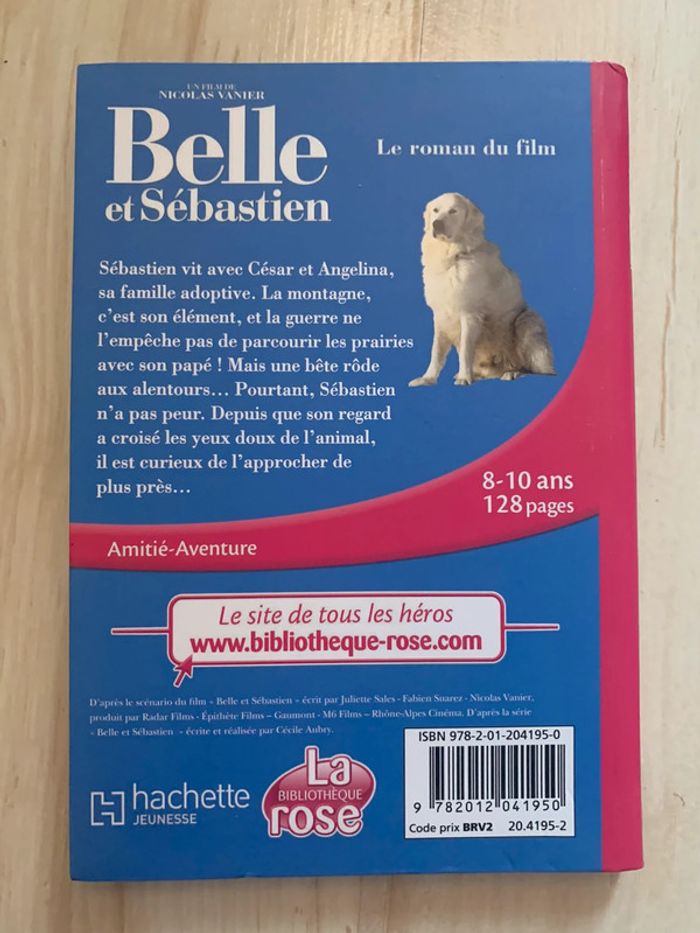 UN FILM DE
NICOLAS VANIER
Belle
et Sébastien
Le roman du film
Sébastien vit avec César et Angelina,
sa famille adoptive. La montagne,
c'est son élément, et la guerre ne
l'empêche pas de parcourir les prairies
avec son papé ! Mais une bête rôde
aux alentours… Pourtant, Sébastien
n'a pas peur. Depuis que son regard
a croisé les yeux doux de l'animal,
il est curieux de l'approcher de
plus près…
8-10 ans
128 pages
Amitié-Aventure
Le site de tous les héros
www.bibliotheque-rose.com
D'après le scénario du film « Belle et Sébastien » écrit par Juliette Sales - Fabien Suarez - Nicolas Vanier,
produit par Radar Films - Épithète Films – Gaumont - M6 Films – Rhône-Alpes Cinéma. D'après la série
« Belle et Sébastien » écrite et réalisée par Cécile Aubry.
hachette
JEUNESSE
La
BIBLIOTHÈQUE
rose
ISBN 978-2-01-204195-0
9 782012 041950
Code prix BRV2 20.4195-2